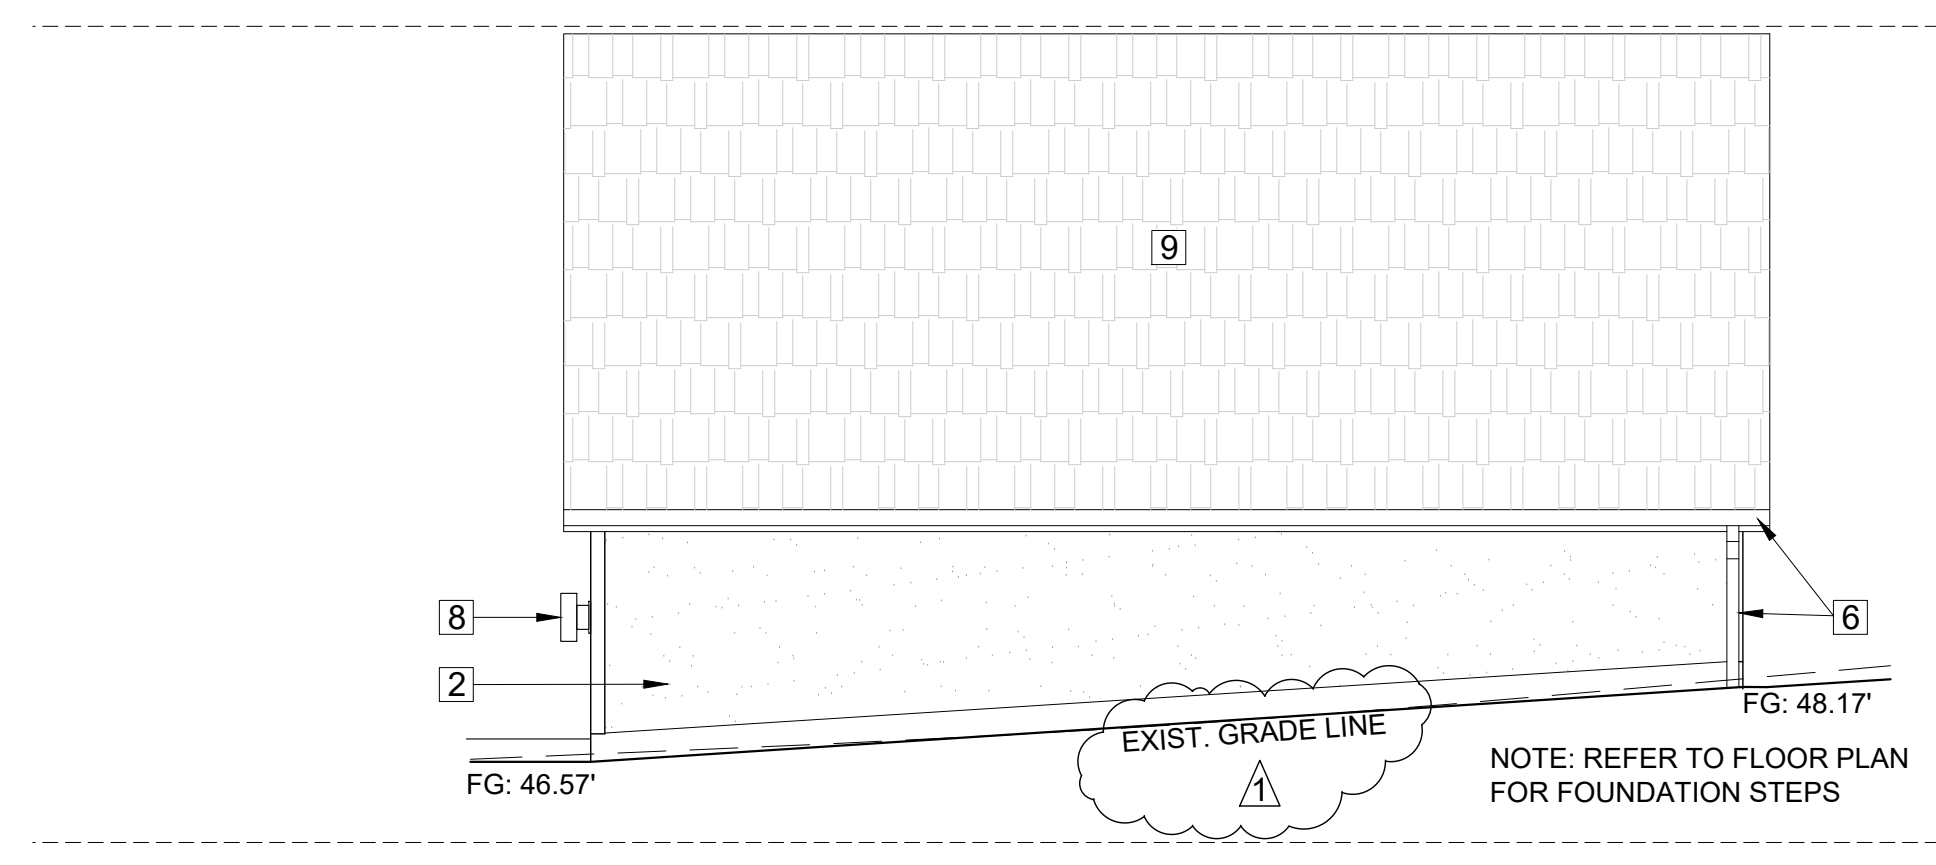 9
8
6
2
FG: 48.17'
EXIST. GRADE LINE
NOTE: REFER TO FLOOR PLAN
FOR FOUNDATION STEPS
FG: 46.57'
1